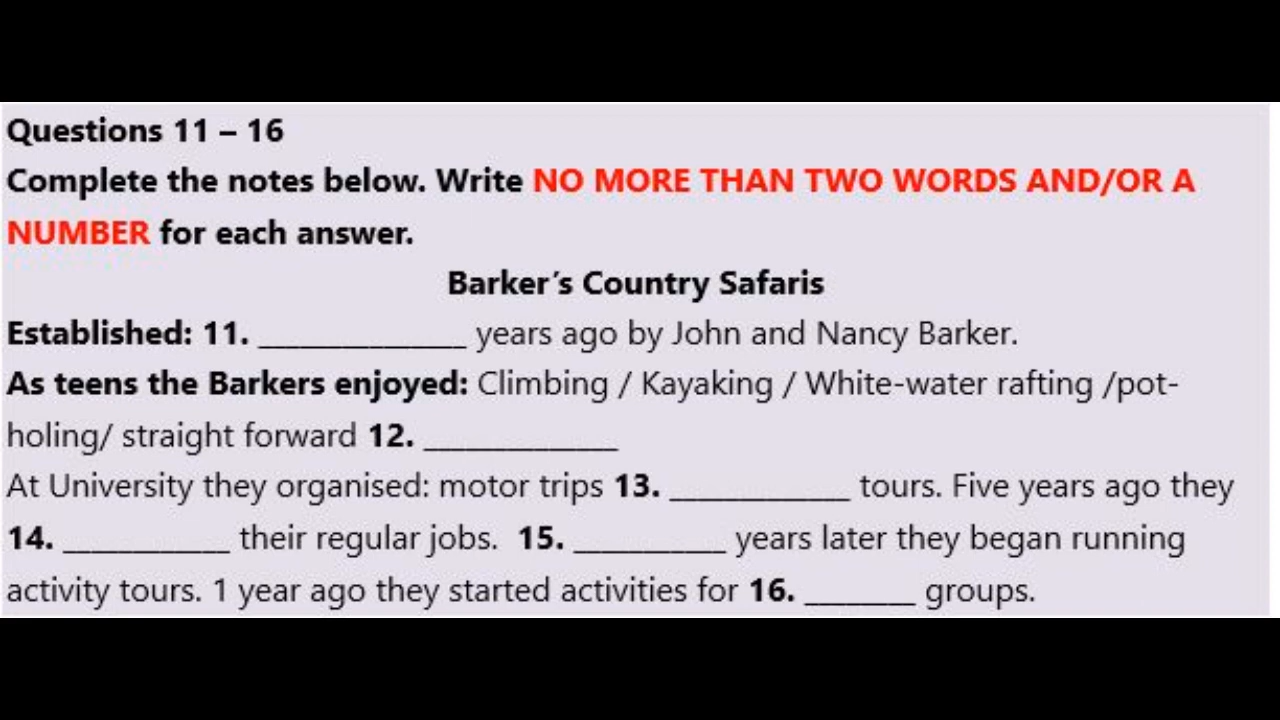 Questions 11 – 16
Complete the notes below. Write NO MORE THAN TWO WORDS AND/OR A
NUMBER for each answer.
Barker´s Country Safaris
Established: 11. _______________ years ago by John and Nancy Barker.
As teens the Barkers enjoyed: Climbing / Kayaking / White-water rafting /pot-
holing/ straight forward 12. ______________
At University they organised: motor trips 13. _____________ tours. Five years ago they
14. ____________ their regular jobs.  15. ___________ years later they began running
activity tours. 1 year ago they started activities for 16. ________ groups.